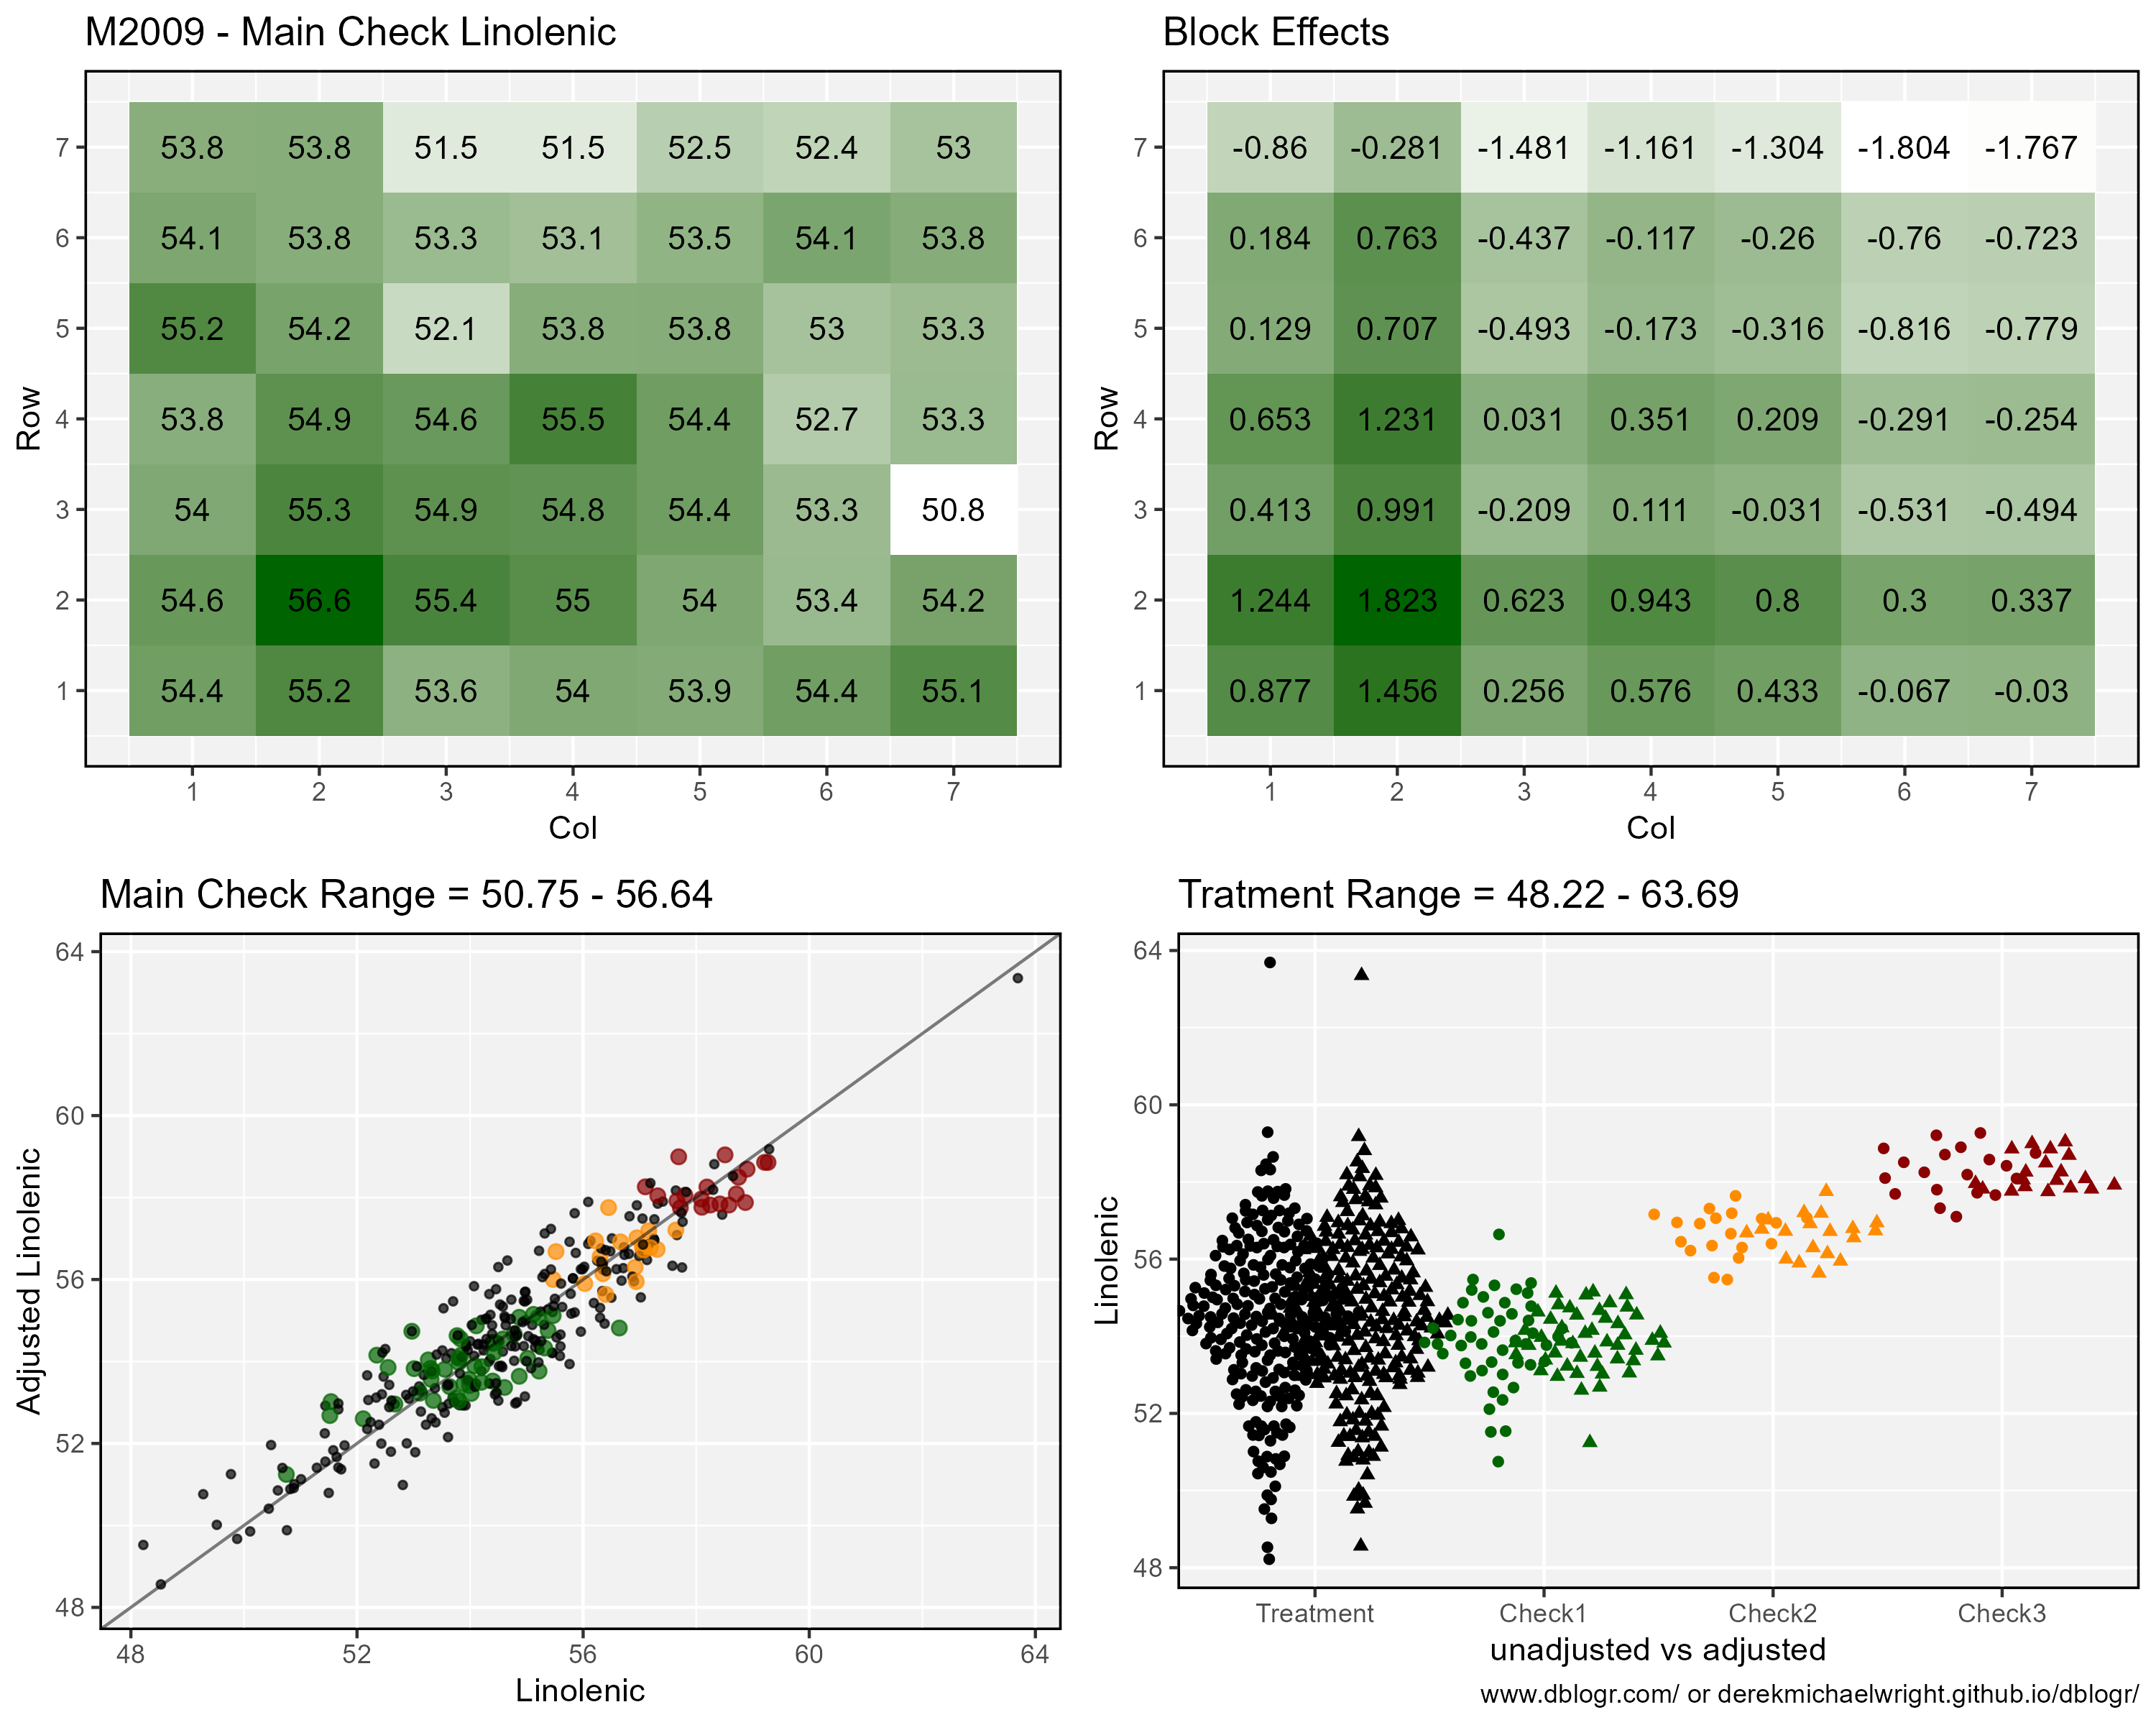 M2009 - Main Check Linolenic
Row
7 53.8 53.8 51.5 51.5 52.5 52.4 53
6 54.1 53.8 53.3 53.1 53.5 54.1 53.8
5 55.2 54.2 52.1 53.8 53.8 53 53.3
4 53.8 54.9 54.6 55.5 54.4 52.7 53.3
3 54 55.3 54.9 54.8 54.4 53.3 50.8
2 54.6 56.6 55.4 55 54 53.4 54.2
1 54.4 55.2 53.6 54 53.9 54.4 55.1
1 2 3 4 5 6 7
Col
Block Effects
Row
7 -0.86 -0.281 -1.481 -1.161 -1.304 -1.804 -1.767
6 0.184 0.763 -0.437 -0.117 -0.26 -0.76 -0.723
5 0.129 0.707 -0.493 -0.173 -0.316 -0.816 -0.779
4 0.653 1.231 0.031 0.351 0.209 -0.291 -0.254
3 0.413 0.991 -0.209 0.111 -0.031 -0.531 -0.494
2 1.244 1.823 0.623 0.943 0.8 0.3 0.337
1 0.877 1.456 0.256 0.576 0.433 -0.067 -0.03
1 2 3 4 5 6 7
Col
Main Check Range = 50.75 - 56.64
Adjusted Linolenic
64
60
56
52
48
48 52 56 60 64
Linolenic
Tratment Range = 48.22 - 63.69
Linolenic
64
60
56
52
48
Treatment Check1 Check2 Check3
unadjusted vs adjusted
www.dblogr.com/ or derekmichaelwright.github.io/dblogr/